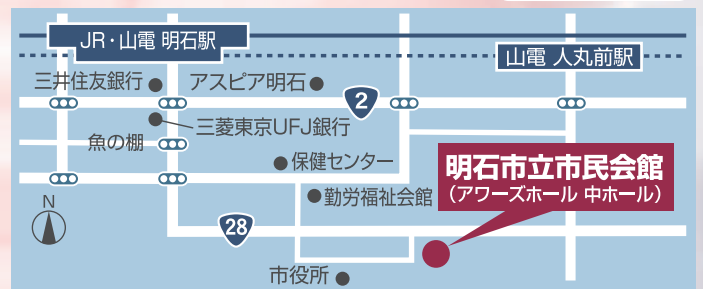 JR・山電 明石駅
山電 人丸前駅
三井住友銀行
アスピア明石
2
三菱東京UFJ銀行
魚の棚
保健センター
明石市立市民会館
（アワーズホール 中ホール）
勤労福祉会館
N
28
市役所